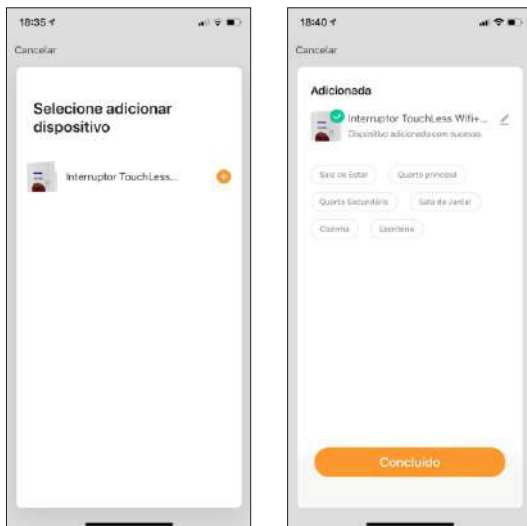 18:35
Cancelar
Selecione adicionar
dispositivo
Interruptor TouchLess...
18:40
Cancelar
Adicionada
Interruptor TouchLess Wifi+...
Dispositivo adicionado com sucesso
Sala de Estar
Quarto principal
Quarto Secundário
Sala de Jantar
Cozinha
Escritório
Concluído